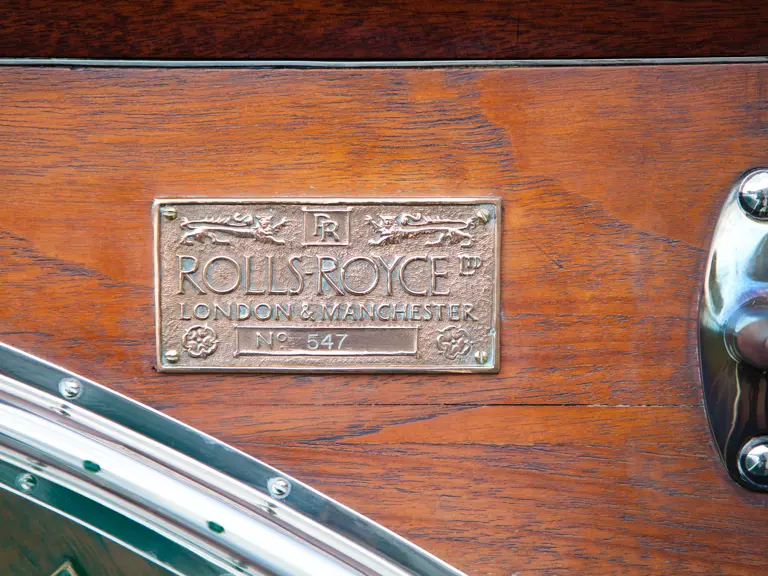 RR
ROLLS-ROYCE LTD
LONDON & MANCHESTER
No 547